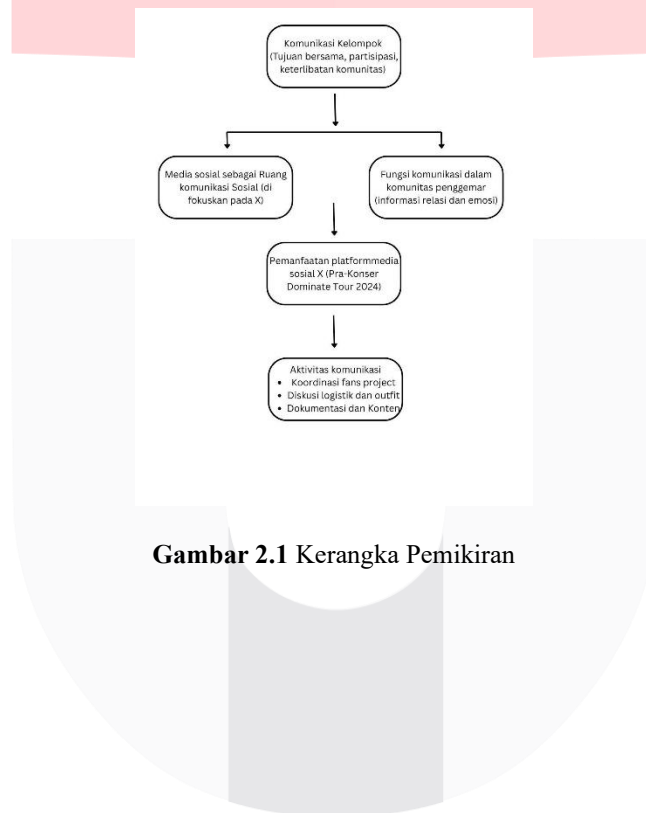 Komunikasi Kelompok
(Tujuan bersama, partisipasi,
keterlibatan komunitas)
Media sosial sebagai Ruang
komunikasi Sosial (di
fokuskan pada X)
Fungsi komunikasi dalam
komunitas penggemar
(informasi relasi dan emosi)
Pemanfaatan platformmedia
sosial X (Pra-Konser
Dominate Tour 2024)
Aktivitas komunikasi
• Koordinasi fans project
• Diskusi logistik dan outfit
• Dokumentasi dan Konten
Gambar 2.1 Kerangka Pemikiran